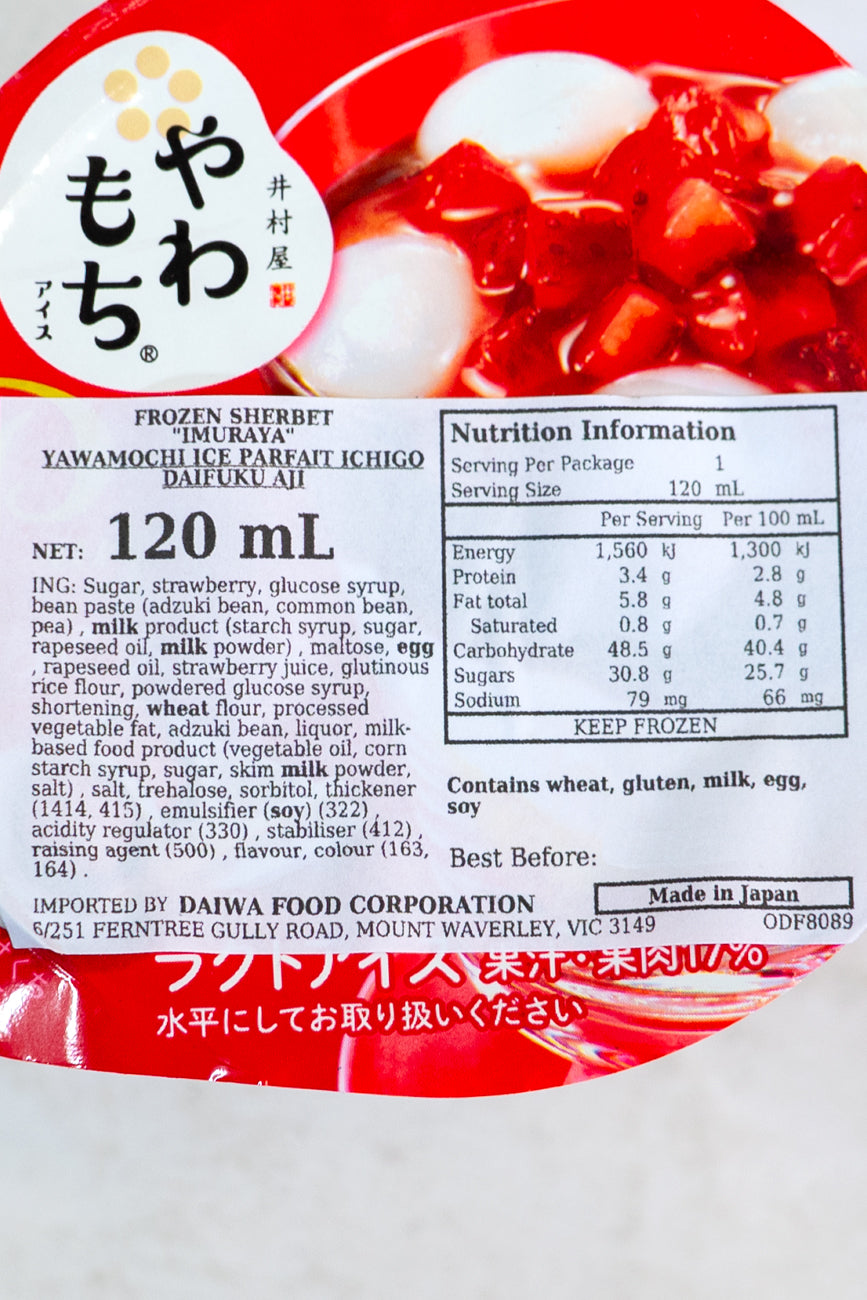 やわ
もち®
アイス
井村屋
FROZEN SHERBET
"IMURAYA"
YAWAMOCHI ICE PARFAIT ICHIGO
DAIFUKU AJI
NET: 120 mL
ING: Sugar, strawberry, glucose syrup,
bean paste (adzuki bean, common bean,
pea) , milk product (starch syrup, sugar,
rapeseed oil, milk powder) , maltose, egg
, rapeseed oil, strawberry juice, glutinous
rice flour, powdered glucose syrup,
shortening, wheat flour, processed
vegetable fat, adzuki bean, liquor, milk-
based food product (vegetable oil, corn
starch syrup, sugar, skim milk powder,
salt) , salt, trehalose, sorbitol, thickener
(1414, 415) , emulsifier (soy) (322) ,
acidity regulator (330) , stabiliser (412) ,
raising agent (500) , flavour, colour (163,
164) .
Nutrition Information
Serving Per Package 1
Serving Size 120 mL
Per Serving Per 100 mL
Energy 1,560 kJ 1,300 kJ
Protein 3.4 g 2.8 g
Fat total 5.8 g 4.8 g
Saturated 0.8 g 0.7 g
Carbohydrate 48.5 g 40.4 g
Sugars 30.8 g 25.7 g
Sodium 79 mg 66 mg
KEEP FROZEN
Contains wheat, gluten, milk, egg,
soy
Best Before:
Made in Japan
IMPORTED BY DAIWA FOOD CORPORATION
6/251 FERNTREE GULLY ROAD, MOUNT WAVERLEY, VIC 3149
ODF8089
ラクトアイス 果汁・果肉17%
水平にしてお取り扱いください